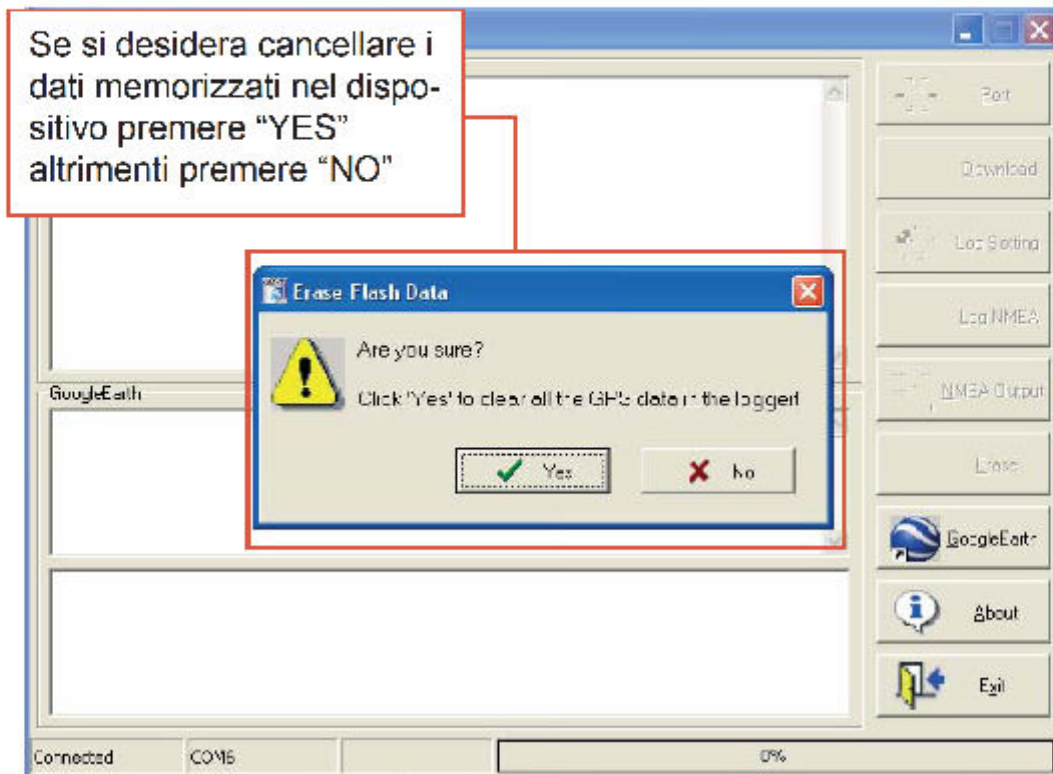 Se si desidera cancellare i
dati memorizzati nel dispo-
sitivo premere “YES”
altrimenti premere “NO”
Port
Download
Log Setting
Log NMEA
NMEA Output
Erase
GoogleEarth
About
Exit
Erase Flash Data
Are you sure?
Click 'Yes' to clear all the GPS data in the logger!
Yes
No
GoogleEarth
Connected
COM6
0%